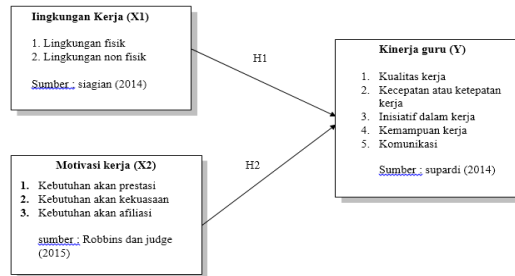 lingkungan Kerja (X1)
1. Lingkungan fisik
2. Lingkungan non fisik
Sumber : siagian (2014)
H1
Kinerja guru (Y)
1. Kualitas kerja
2. Kecepatan atau ketepatan
kerja
3. Inisiatif dalam kerja
4. Kemampuan kerja
5. Komunikasi
Sumber : supardi (2014)
Motivasi kerja (X2)
1. Kebutuhan akan prestasi
2. Kebutuhan akan kekuasaan
3. Kebutuhan akan afiliasi
sumber : Robbins dan judge
(2015)
H2